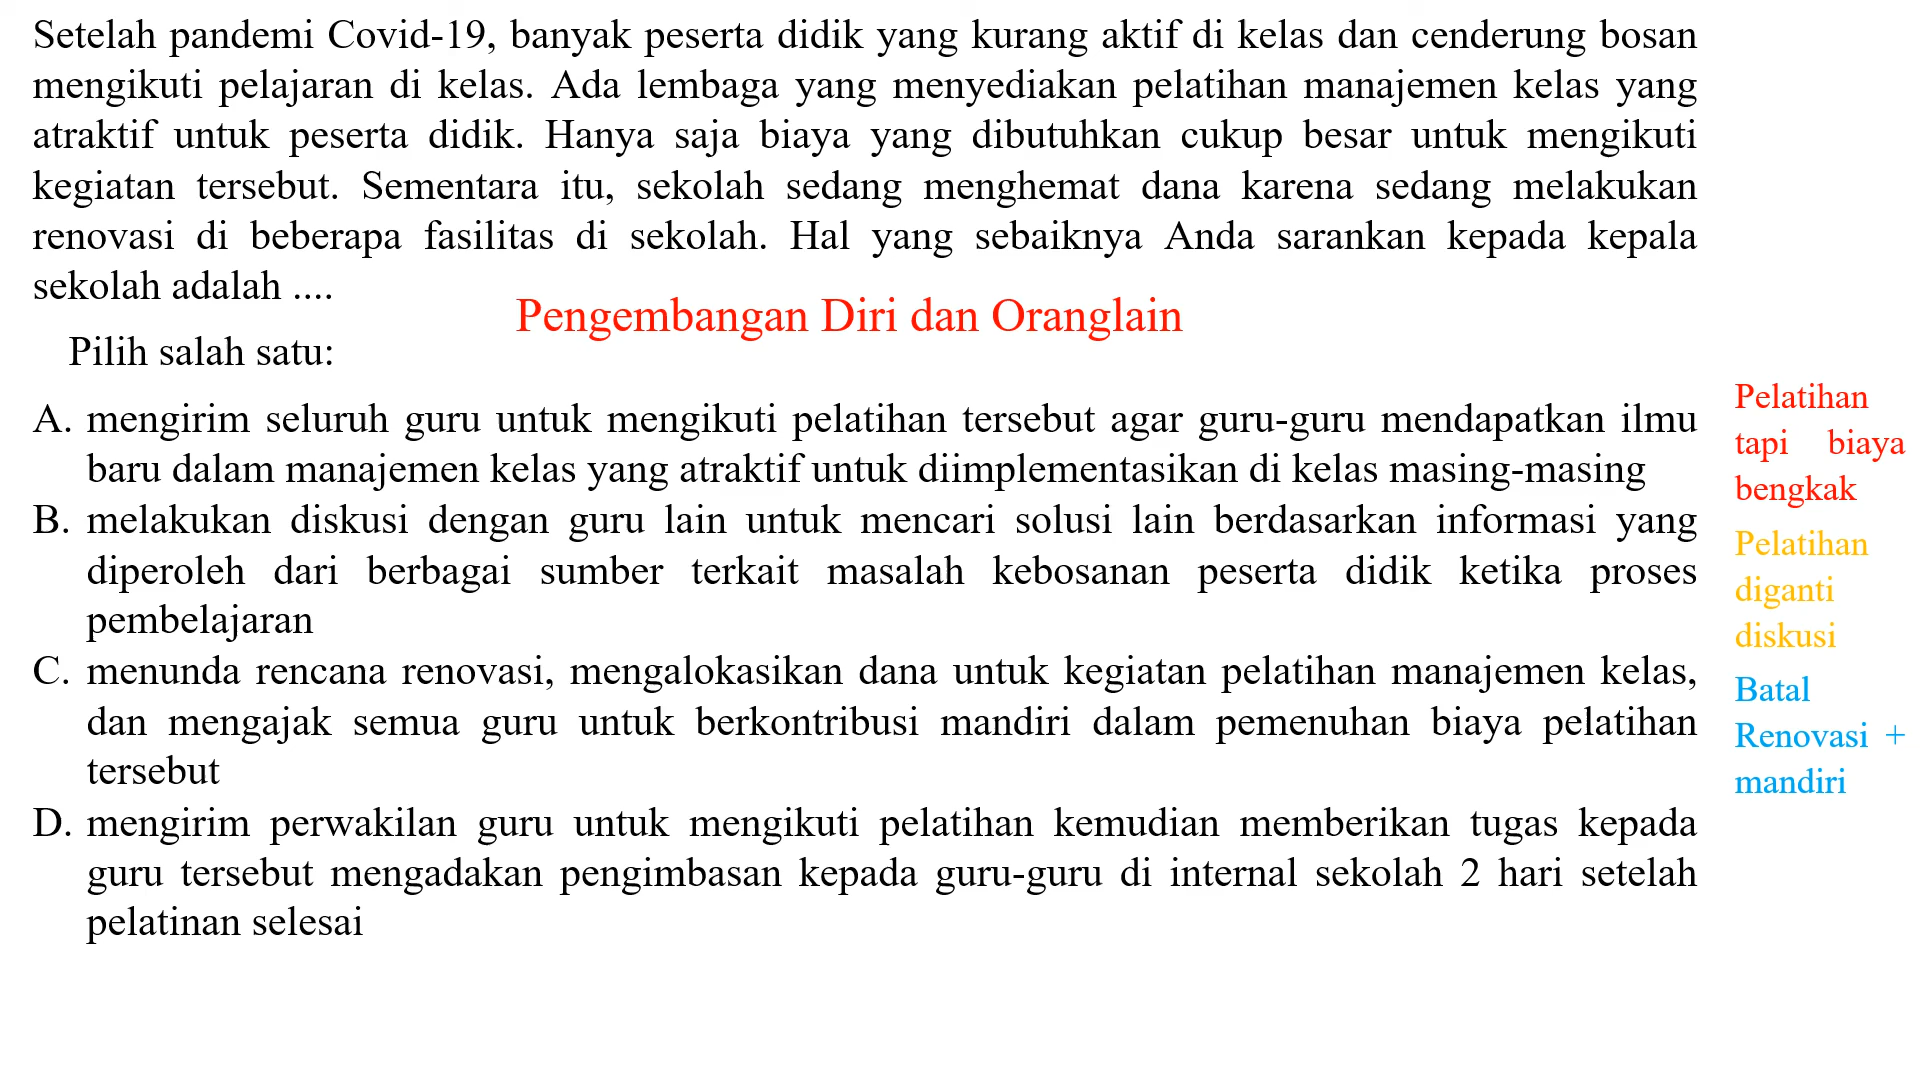 Setelah pandemi Covid-19, banyak peserta didik yang kurang aktif di kelas dan cenderung bosan
mengikuti pelajaran di kelas. Ada lembaga yang menyediakan pelatihan manajemen kelas yang
atraktif untuk peserta didik. Hanya saja biaya yang dibutuhkan cukup besar untuk mengikuti
kegiatan tersebut. Sementara itu, sekolah sedang menghemat dana karena sedang melakukan
renovasi di beberapa fasilitas di sekolah. Hal yang sebaiknya Anda sarankan kepada kepala
sekolah adalah ....
Pengembangan Diri dan Oranglain
Pilih salah satu:
A. mengirim seluruh guru untuk mengikuti pelatihan tersebut agar guru-guru mendapatkan ilmu
baru dalam manajemen kelas yang atraktif untuk diimplementasikan di kelas masing-masing
B. melakukan diskusi dengan guru lain untuk mencari solusi lain berdasarkan informasi yang
diperoleh dari berbagai sumber terkait masalah kebosanan peserta didik ketika proses
pembelajaran
C. menunda rencana renovasi, mengalokasikan dana untuk kegiatan pelatihan manajemen kelas,
dan mengajak semua guru untuk berkontribusi mandiri dalam pemenuhan biaya pelatihan
tersebut
D. mengirim perwakilan guru untuk mengikuti pelatihan kemudian memberikan tugas kepada
guru tersebut mengadakan pengimbasan kepada guru-guru di internal sekolah 2 hari setelah
pelatinan selesai
Pelatihan
tapi biaya
bengkak
Pelatihan
diganti
diskusi
Batal
Renovasi +
mandiri